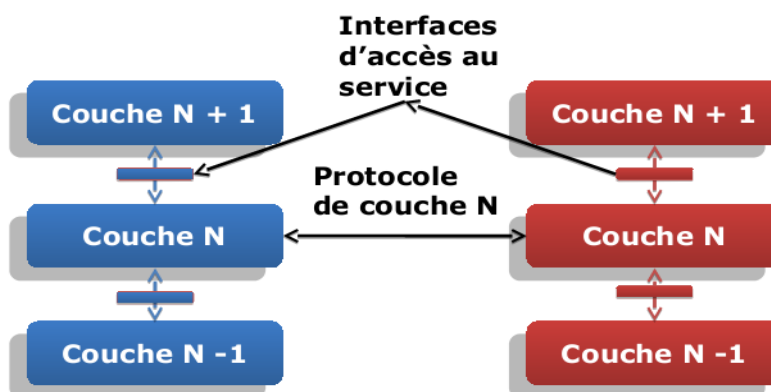 Interfaces
d'accès au
service
Couche N + 1
Couche N + 1
Protocole
de couche N
Couche N
Couche N
Couche N -1
Couche N -1